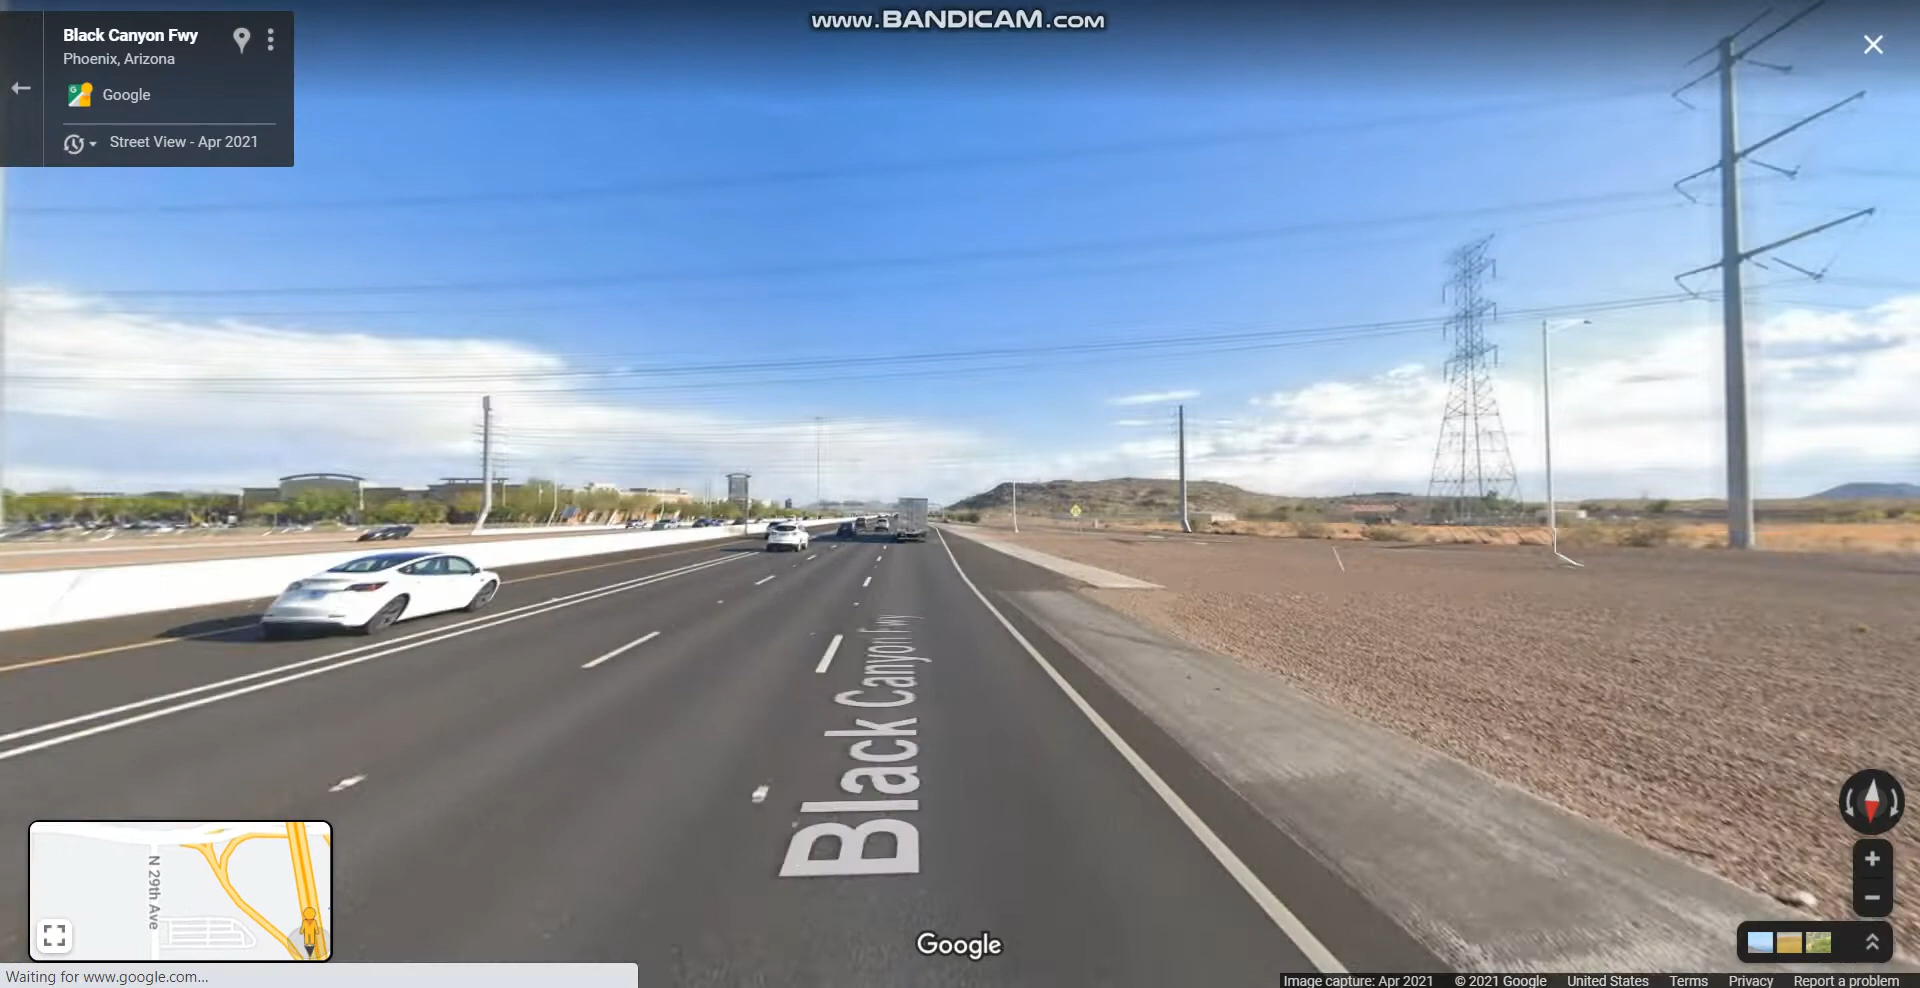 www.BANDICAM.com
Black Canyon Fwy
Phoenix, Arizona
Google
Street View - Apr 2021
Black Canyon Fwy
N 29th Ave
Google
Waiting for www.google.com...
Image capture: Apr 2021 © 2021 Google United States Terms Privacy Report a problem